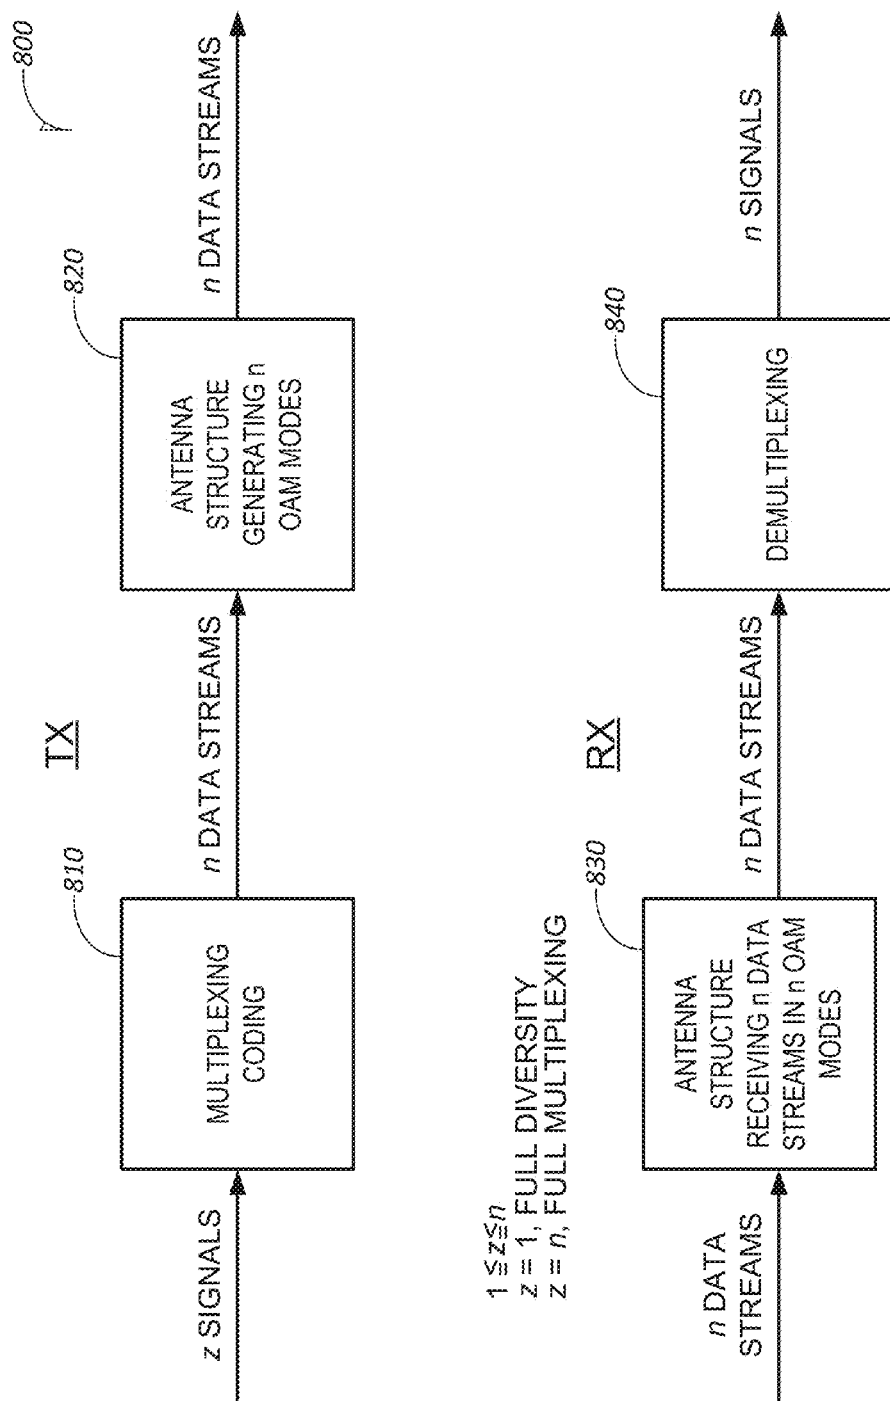 800
TX
z SIGNALS
810
MULTIPLEXING
CODING
n DATA STREAMS
820
ANTENNA
STRUCTURE
GENERATING n
OAM MODES
n DATA STREAMS
1 ≦z≦n
z = 1, FULL DIVERSITY
z = n, FULL MULTIPLEXING
RX
n DATA
STREAMS
830
ANTENNA
STRUCTURE
RECEIVING n DATA
STREAMS IN n OAM
MODES
n DATA STREAMS
840
DEMULTIPLEXING
n SIGNALS